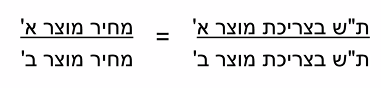 ת"ש בצריכת מוצר א' = מחיר מוצר א'
ת"ש בצריכת מוצר ב' מחיר מוצר ב'